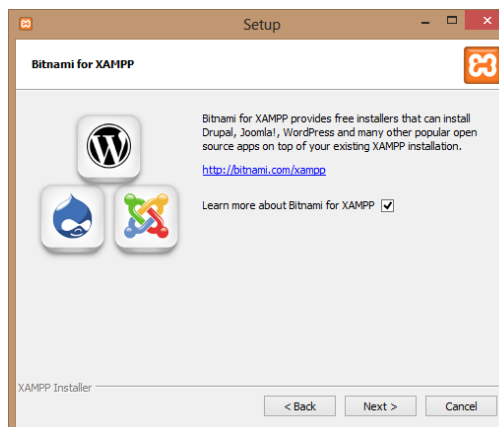 Setup
Bitnami for XAMPP
Bitnami for XAMPP provides free installers that can install
Drupal, Joomla!, WordPress and many other popular open
source apps on top of your existing XAMPP installation.
http://bitnami.com/xampp
Learn more about Bitnami for XAMPP
XAMPP Installer
< Back
Next >
Cancel